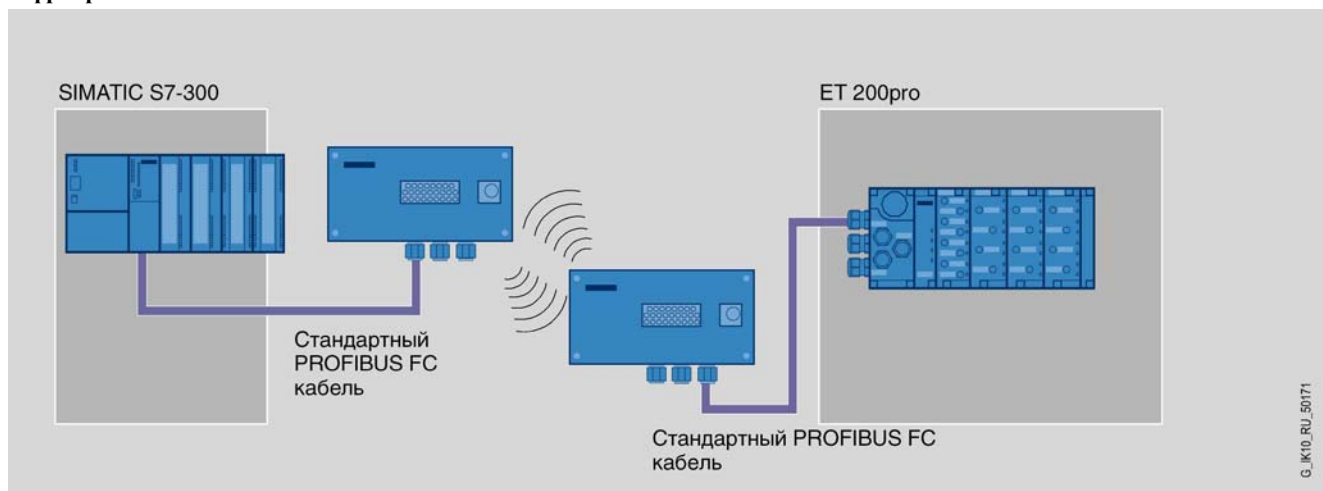 SIMATIC S7-300
ET 200pro
Стандартный
PROFIBUS FC
кабель
Стандартный PROFIBUS FC
кабель
G_IK10_RU_50171